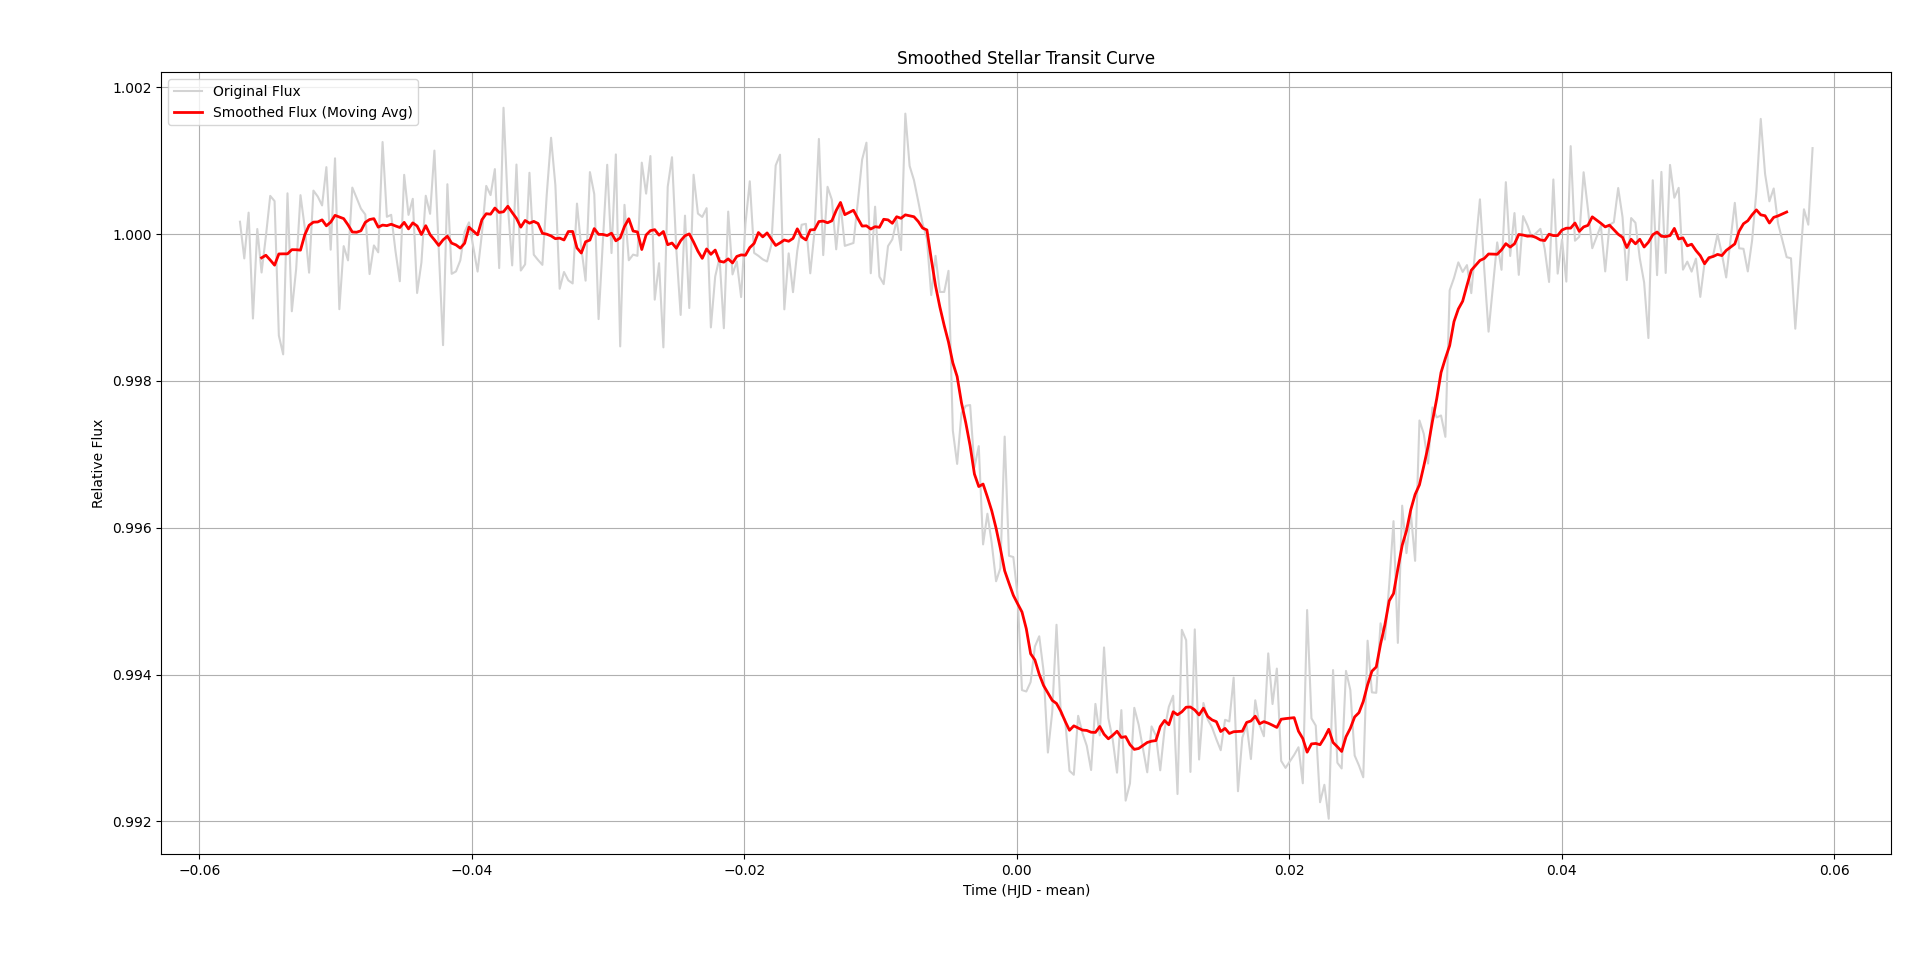 Smoothed Stellar Transit Curve
Original Flux
Smoothed Flux (Moving Avg)
1.002
1.000
0.998
0.996
0.994
0.992
Relative Flux
−0.06
−0.04
−0.02
0.00
0.02
0.04
0.06
Time (HJD - mean)